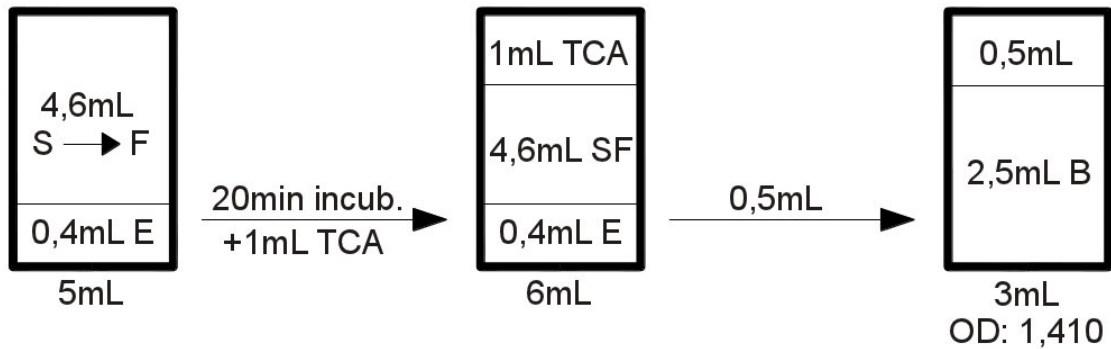 4,6mL
S F
0,4mL E
5mL
20min incub.
+1mL TCA
1mL TCA
4,6mL SF
0,4mL E
6mL
0,5mL
0,5mL
2,5mL B
3mL
OD: 1,410